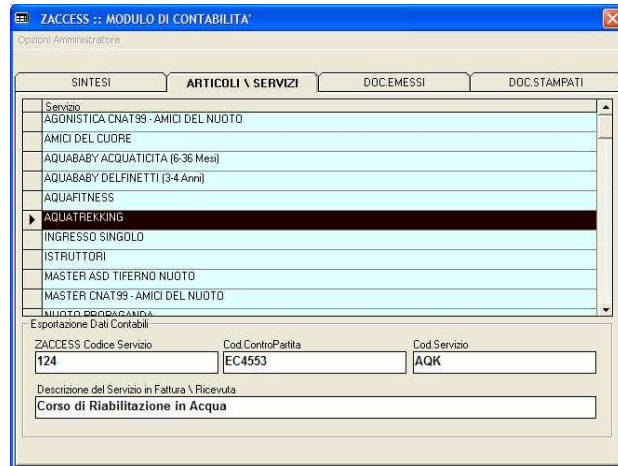 ZACCESS :: MODULO DI CONTABILITA'
Opzioni Amministratore
SINTESI ARTICOLI \ SERVIZI DOC.EMESSI DOC.STAMPATI
Servizio
AGONISTICA CNAT99 - AMICI DEL NUOTO
AMICI DEL CUORE
AQUABABY ACQUATICITA (6-36 Mesi)
AQUABABY DELFINETTI (3-4 Anni)
AQUAFITNESS
AQUATREKKING
INGRESSO SINGOLO
ISTRUTTORI
MASTER ASD TIFERNO NUOTO
MASTER CNAT99 - AMICI DEL NUOTO
NUOTO PROPAGANDA
Esportazione Dati Contabili
ZACCESS Codice Servizio Cod.ControPartita Cod.Servizio
124 EC4553 AQK
Descrizione del Servizio in Fattura \ Ricevuta
Corso di Riabilitazione in Acqua